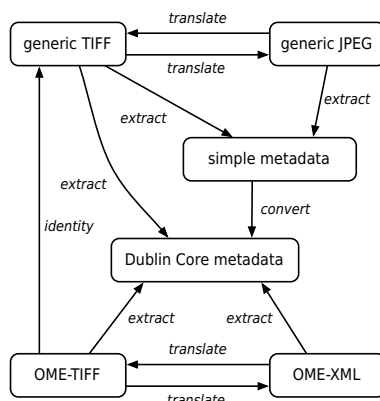 translate
generic TIFF
generic JPEG
translate
extract
extract
simple metadata
extract
convert
identity
Dublin Core metadata
extract
extract
translate
OME-TIFF
OME-XML
translate